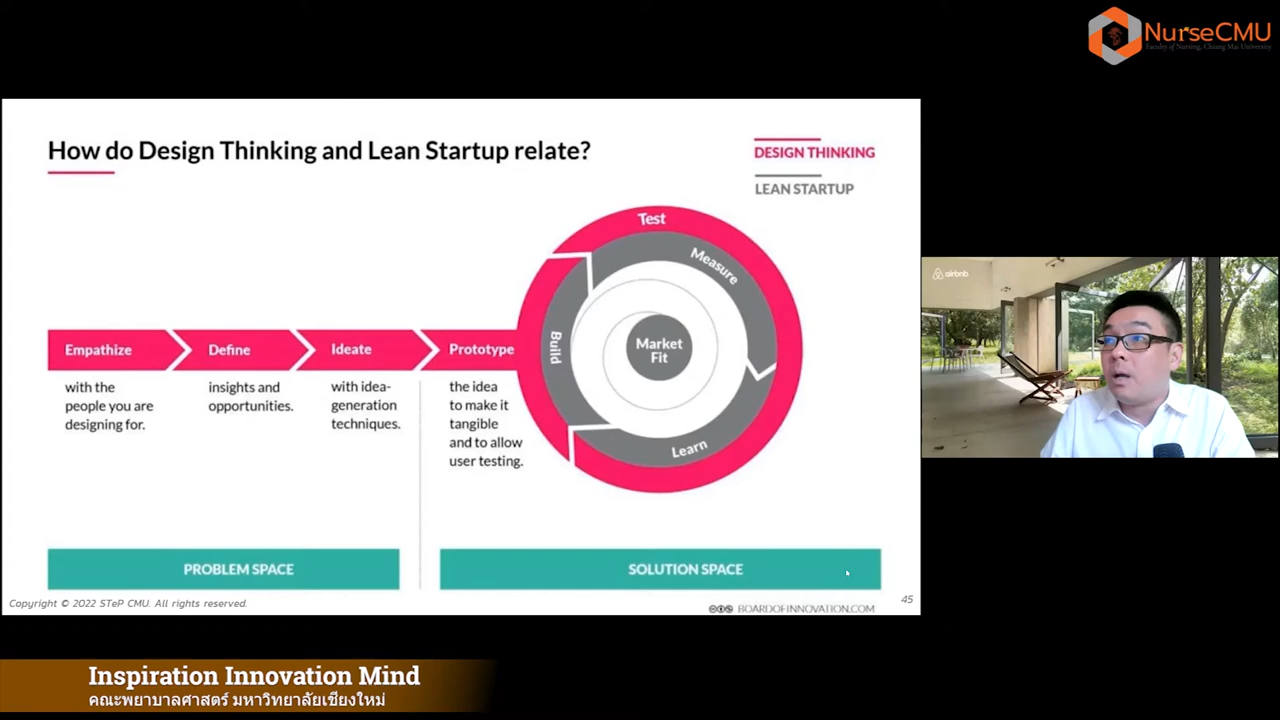 NurseCMU
Faculty of Nursing, Chiang Mai University
How do Design Thinking and Lean Startup relate?
DESIGN THINKING
LEAN STARTUP
Test
Measure
Build
Learn
Market
Fit
Empathize
with the
people you are
designing for.
Define
insights and
opportunities.
Ideate
with idea-
generation
techniques.
Prototype
the idea
to make it
tangible
and to allow
user testing.
PROBLEM SPACE
SOLUTION SPACE
Copyright © 2022 STeP CMU. All rights reserved.
BOARDOFINNOVATION.COM
45
airbnb
Inspiration Innovation Mind
คณะพยาบาลศาสตร์ มหาวิทยาลัยเชียงใหม่